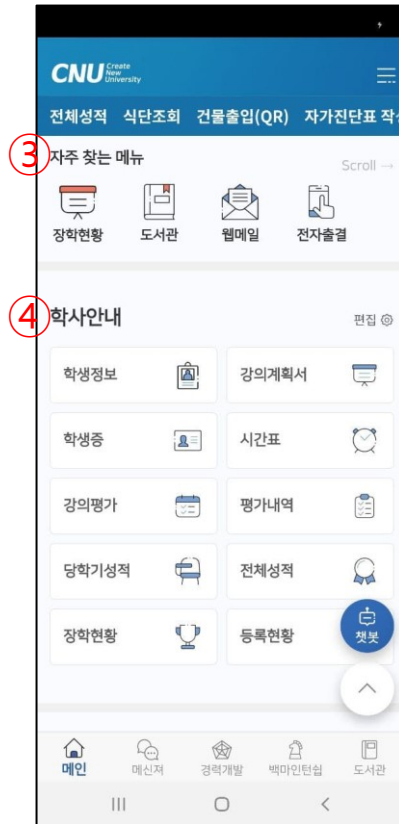 CNU Create New University
전체성적 식단조회 건물출입(QR) 자가진단표 작성
③ 자주 찾는 메뉴
Scroll →
장학현황 도서관 웹메일 전자출결
④ 학사안내
편집
학생정보 강의계획서
학생증 시간표
강의평가 평가내역
당학기성적 전체성적
장학현황 등록현황
챗봇
메인 메신져 경력개발 백마인턴쉽 도서관